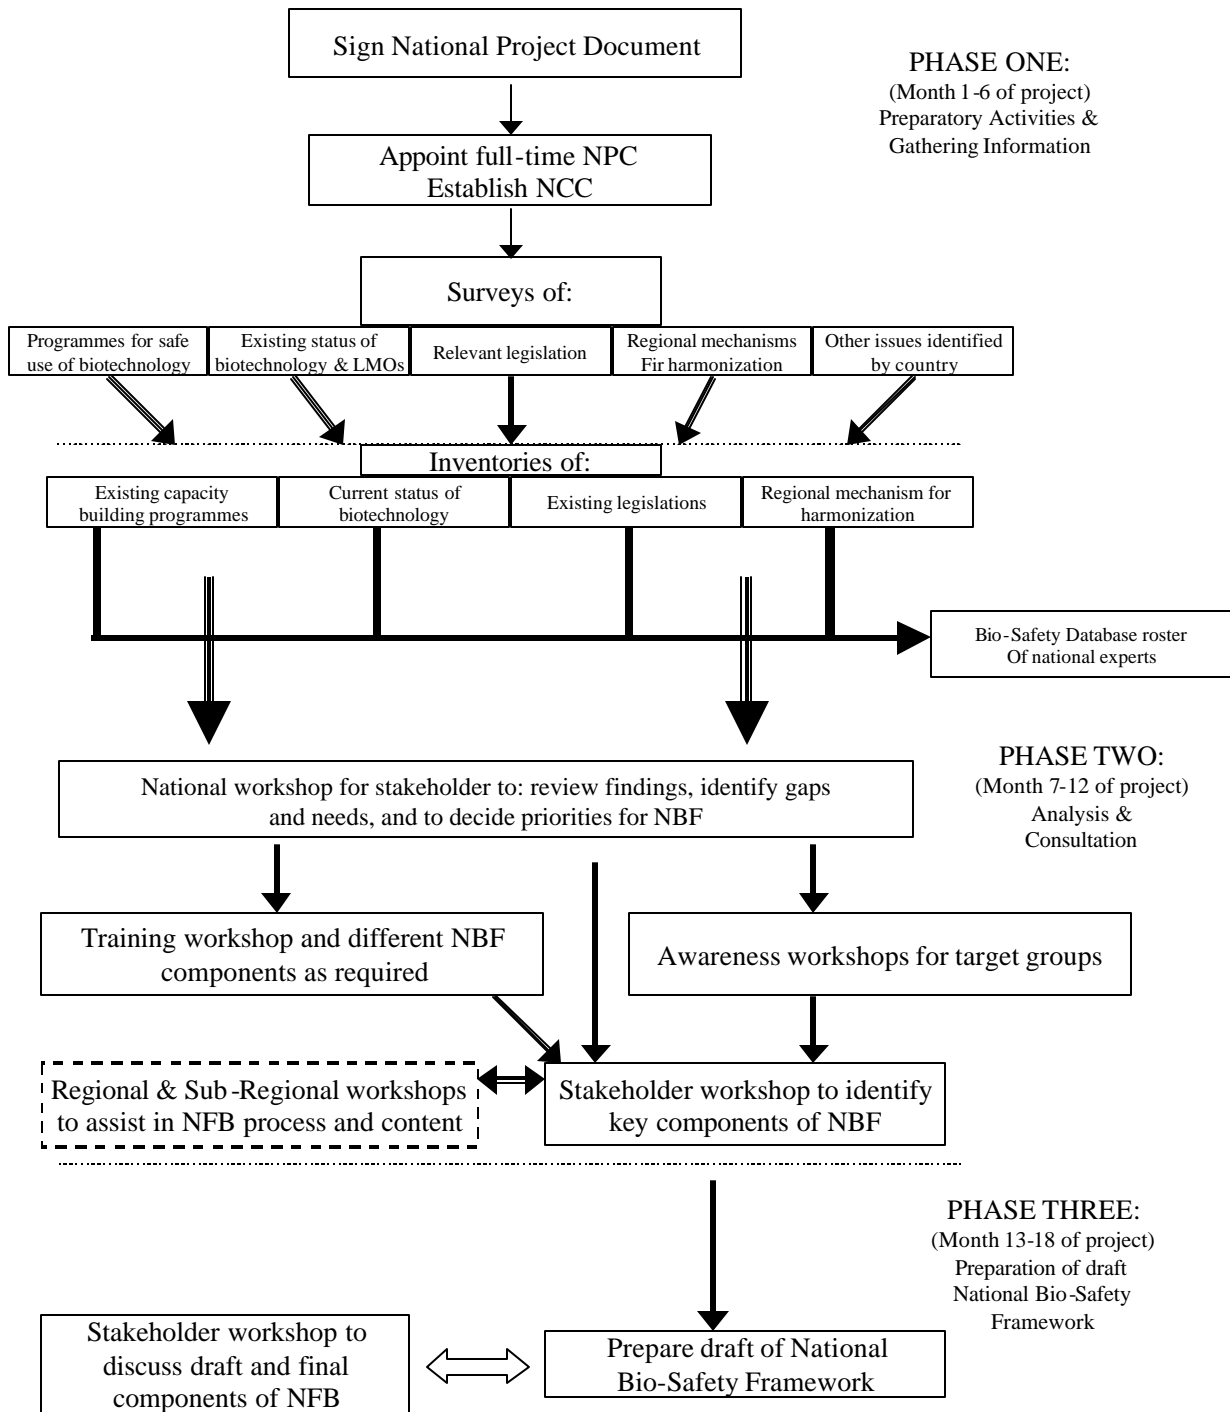 Sign National Project Document
PHASE ONE:
(Month 1-6 of project)
Preparatory Activities &
Gathering Information
Appoint full-time NPC
Establish NCC
Surveys of:
Programmes for safe
use of biotechnology
Existing status of
biotechnology & LMOs
Relevant legislation
Regional mechanisms
Fir harmonization
Other issues identified
by country
Inventories of:
Existing capacity
building programmes
Current status of
biotechnology
Existing legislations
Regional mechanism for
harmonization
Bio-Safety Database roster
Of national experts
PHASE TWO:
(Month 7-12 of project)
Analysis &
Consultation
National workshop for stakeholder to: review findings, identify gaps
and needs, and to decide priorities for NBF
Training workshop and different NBF
components as required
Awareness workshops for target groups
Regional & Sub-Regional workshops
to assist in NFB process and content
Stakeholder workshop to identify
key components of NBF
PHASE THREE:
(Month 13-18 of project)
Preparation of draft
National Bio-Safety
Framework
Stakeholder workshop to
discuss draft and final
components of NFB
Prepare draft of National
Bio-Safety Framework